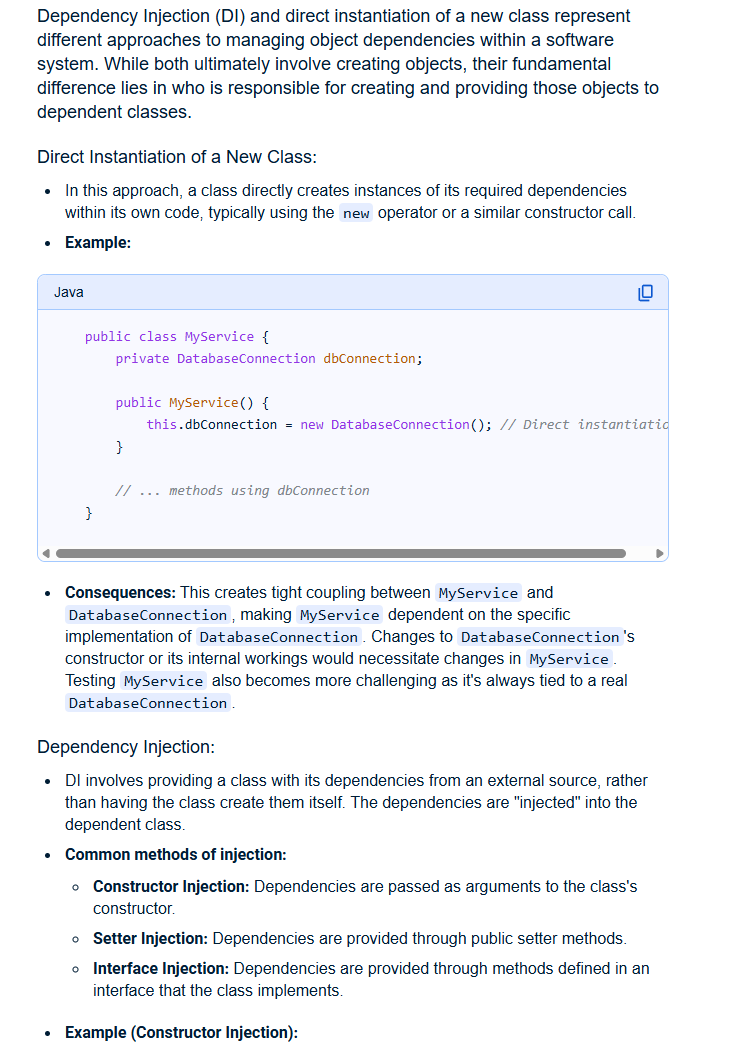 Dependency Injection (DI) and direct instantiation of a new class represent
different approaches to managing object dependencies within a software
system. While both ultimately involve creating objects, their fundamental
difference lies in who is responsible for creating and providing those objects to
dependent classes.
Direct Instantiation of a New Class:
• In this approach, a class directly creates instances of its required dependencies
within its own code, typically using the new operator or a similar constructor call.
• Example:
Java
public class MyService {
    private DatabaseConnection dbConnection;
    public MyService() {
        this.dbConnection = new DatabaseConnection(); // Direct instantiatio
    }
    // ... methods using dbConnection
}
• Consequences: This creates tight coupling between MyService and
DatabaseConnection, making MyService dependent on the specific
implementation of DatabaseConnection. Changes to DatabaseConnection's
constructor or its internal workings would necessitate changes in MyService.
Testing MyService also becomes more challenging as it's always tied to a real
DatabaseConnection.
Dependency Injection:
• DI involves providing a class with its dependencies from an external source, rather
than having the class create them itself. The dependencies are "injected" into the
dependent class.
• Common methods of injection:
◦ Constructor Injection: Dependencies are passed as arguments to the class's
constructor.
◦ Setter Injection: Dependencies are provided through public setter methods.
◦ Interface Injection: Dependencies are provided through methods defined in an
interface that the class implements.
• Example (Constructor Injection):